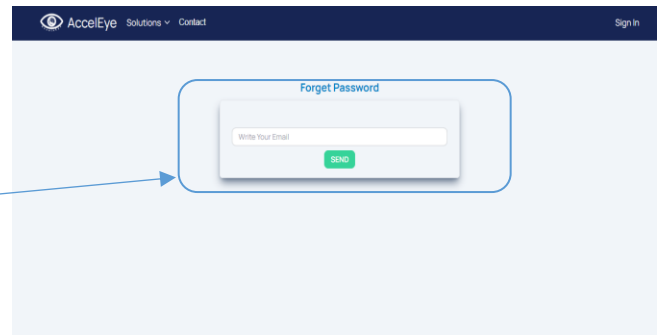 AccelEye Solutions Contact Sign In
Forget Password
Write Your Email
SEND